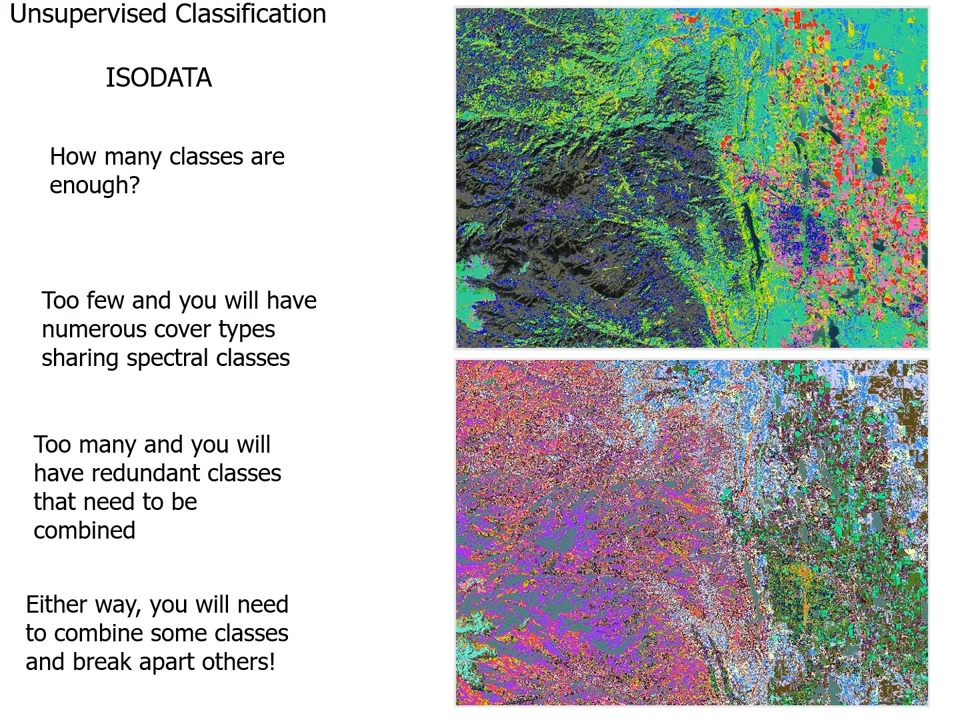 Unsupervised Classification
ISODATA
How many classes are
enough?
Too few and you will have
numerous cover types
sharing spectral classes
Too many and you will
have redundant classes
that need to be
combined
Either way, you will need
to combine some classes
and break apart others!